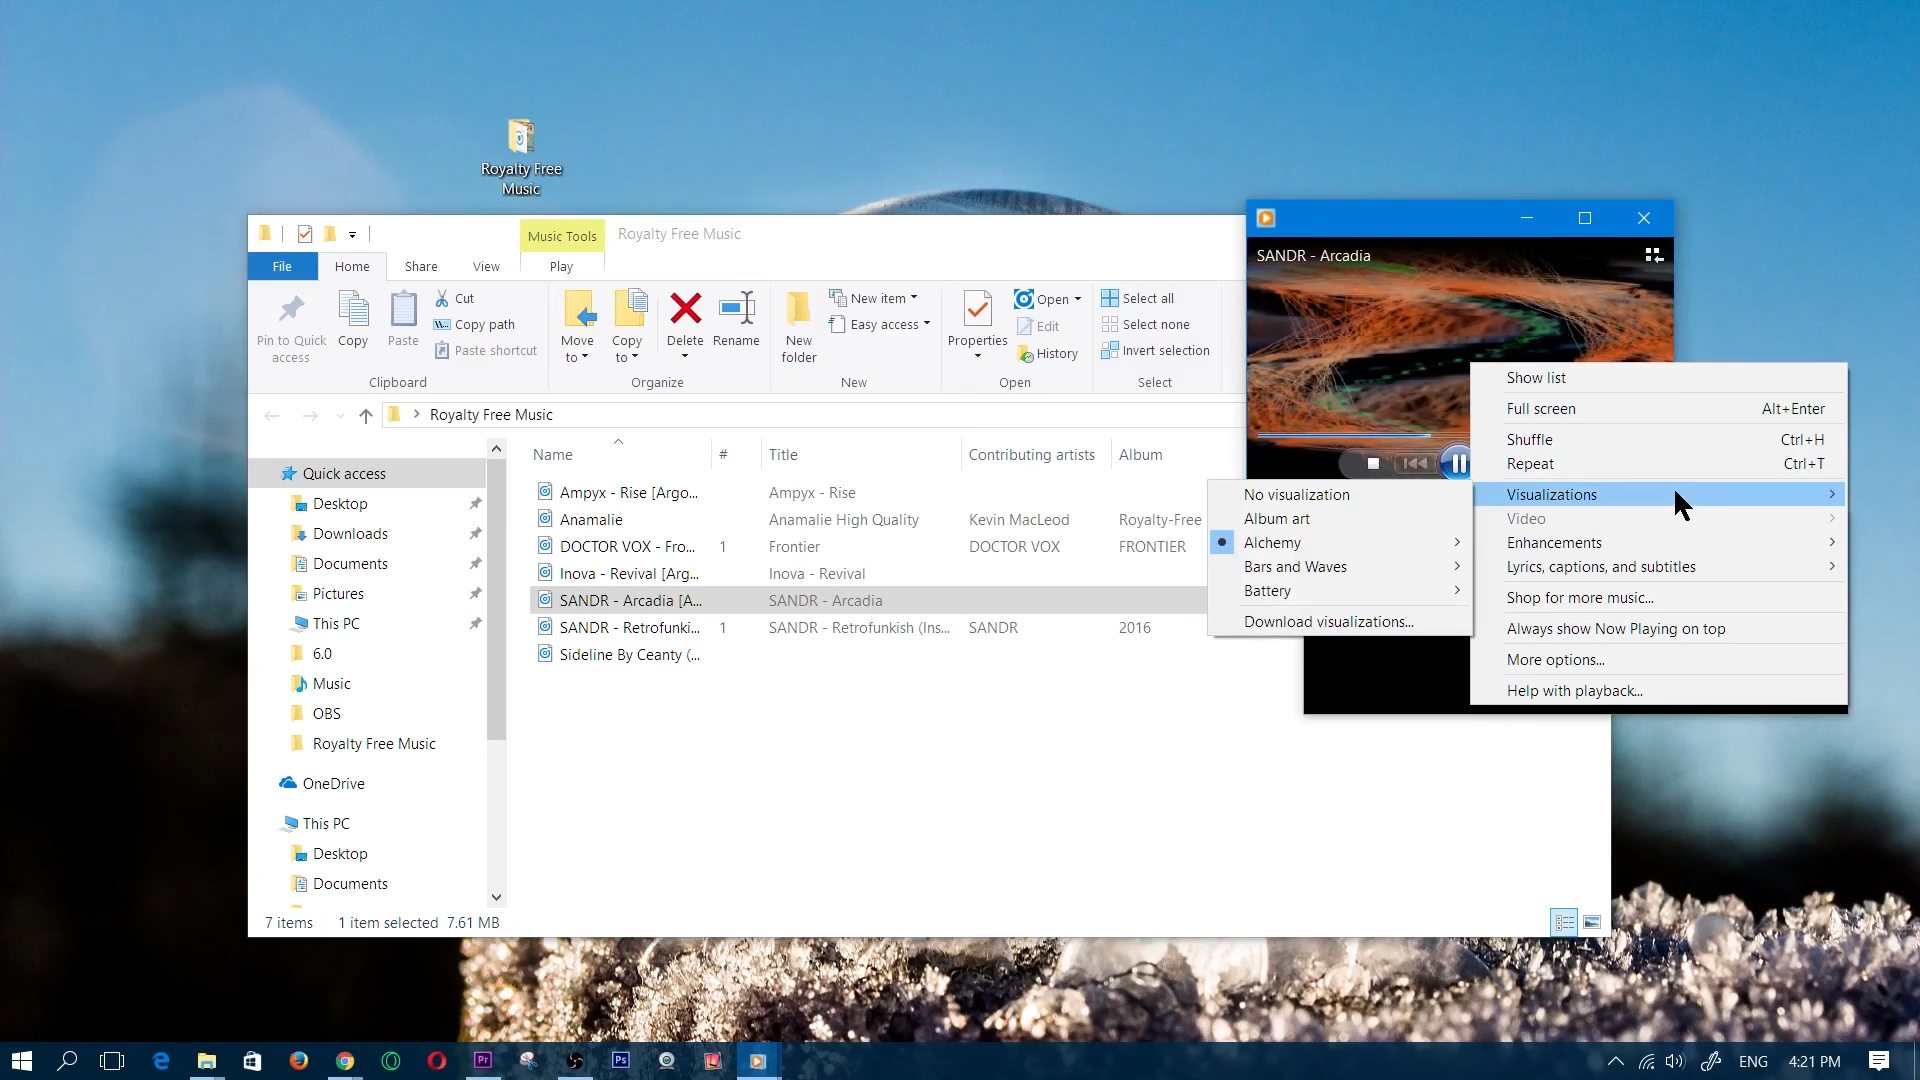 Royalty Free
Music
Music Tools
Royalty Free Music
File
Home
Share
View
Play
Pin to Quick
access
Copy
Paste
Cut
Copy path
Paste shortcut
Clipboard
Move
to
Copy
to
Delete
Rename
Organize
New
folder
New item
Easy access
New
Properties
Open
Edit
History
Open
Select all
Select none
Invert selection
Select
Royalty Free Music
Name
#
Title
Contributing artists
Album
Ampyx - Rise [Argo...
Ampyx - Rise
Anamalie
Anamalie High Quality
Kevin MacLeod
Royalty-Free
DOCTOR VOX - Fro...
1
Frontier
DOCTOR VOX
FRONTIER
Inova - Revival [Arg...
Inova - Revival
SANDR - Arcadia [A...
SANDR - Arcadia
SANDR - Retrofunki...
1
SANDR - Retrofunkish (Ins...
SANDR
2016
Sideline By Ceanty (...
Quick access
Desktop
Downloads
Documents
Pictures
This PC
6.0
Music
OBS
Royalty Free Music
OneDrive
This PC
Desktop
Documents
7 items
1 item selected 7.61 MB
SANDR - Arcadia
Show list
Full screen Alt+Enter
Shuffle Ctrl+H
Repeat Ctrl+T
Visualizations
Video
Enhancements
Lyrics, captions, and subtitles
Shop for more music...
Always show Now Playing on top
More options...
Help with playback...
No visualization
Album art
Alchemy
Bars and Waves
Battery
Download visualizations...
Pr
Ps
ENG
4:21 PM